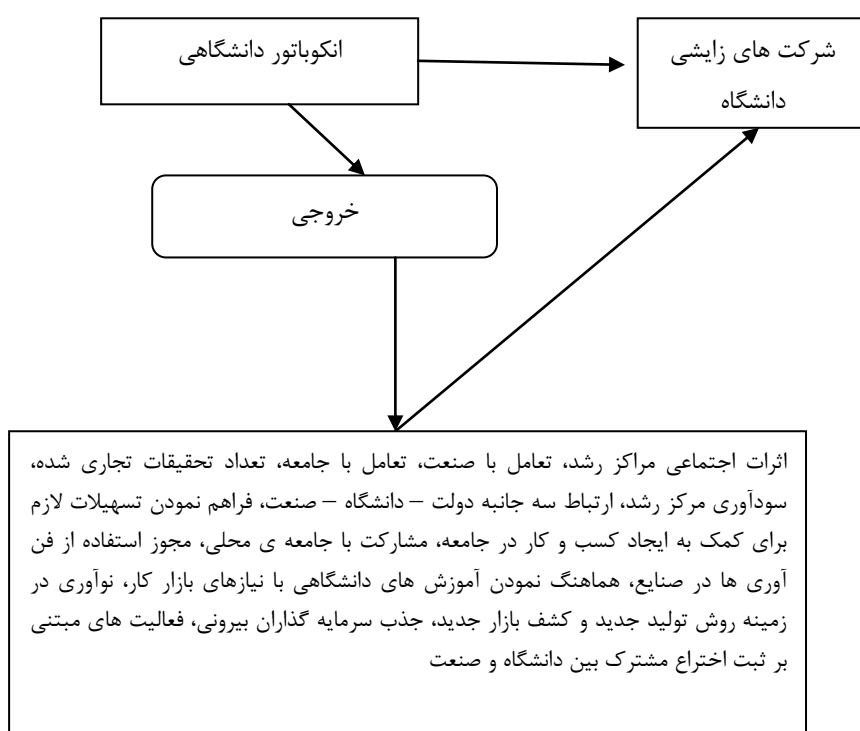 انکوباتور دانشگاهی
شرکت های زایشی
دانشگاه
خروجی
اثرات اجتماعی مراکز رشد، تعامل با صنعت، تعامل با جامعه، تعداد تحقیقات تجاری شده،
سودآوری مرکز رشد، ارتباط سه جانبه دولت – دانشگاه – صنعت، فراهم نمودن تسهیلات لازم
برای کمک به ایجاد کسب و کار در جامعه، مشارکت با جامعه ی محلی، مجوز استفاده از فن
آوری ها در صنایع، هماهنگ نمودن آموزش های دانشگاهی با نیازهای بازار کار، نوآوری در
زمینه روش تولید جدید و کشف بازار جدید، جذب سرمایه گذاران بیرونی، فعالیت های مبتنی
بر ثبت اختراع مشترک بین دانشگاه و صنعت